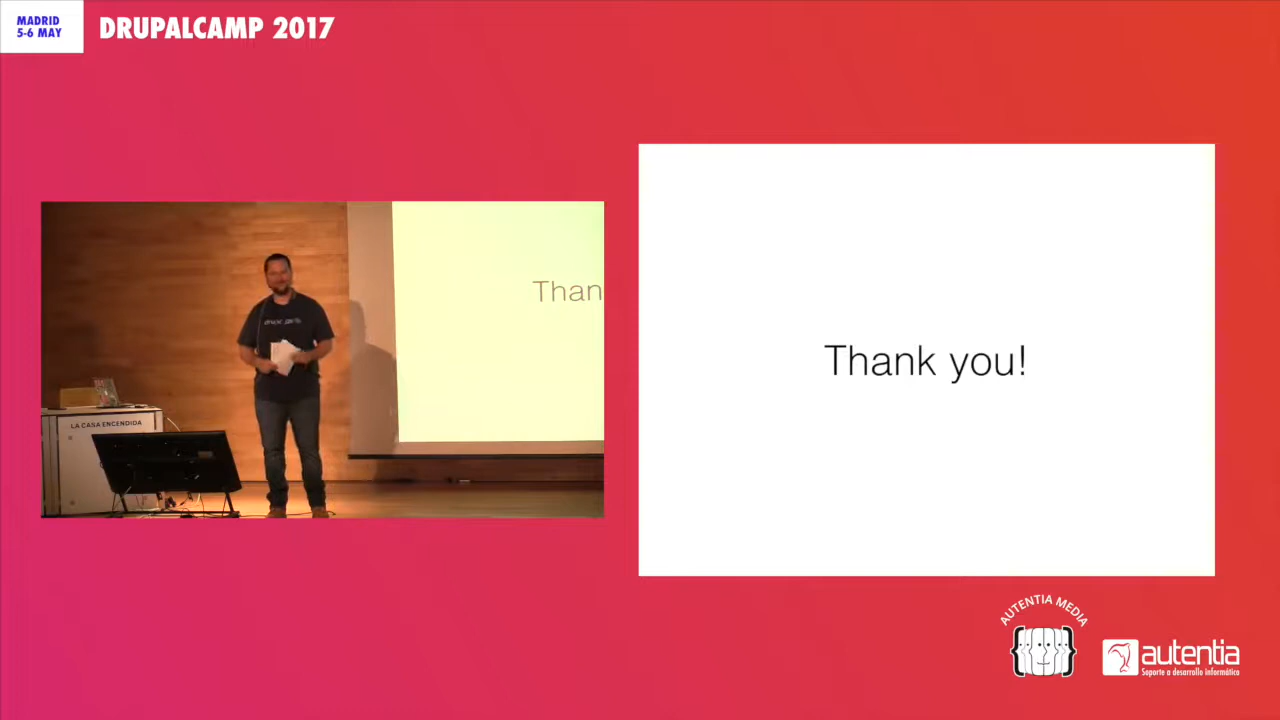 MADRID
5-6 MAY
DRUPALCAMP 2017
Than
LA CASA ENCENDIDA
Thank you!
AUTENTIA MEDIA
autentia
Soporte a desarrollo informático